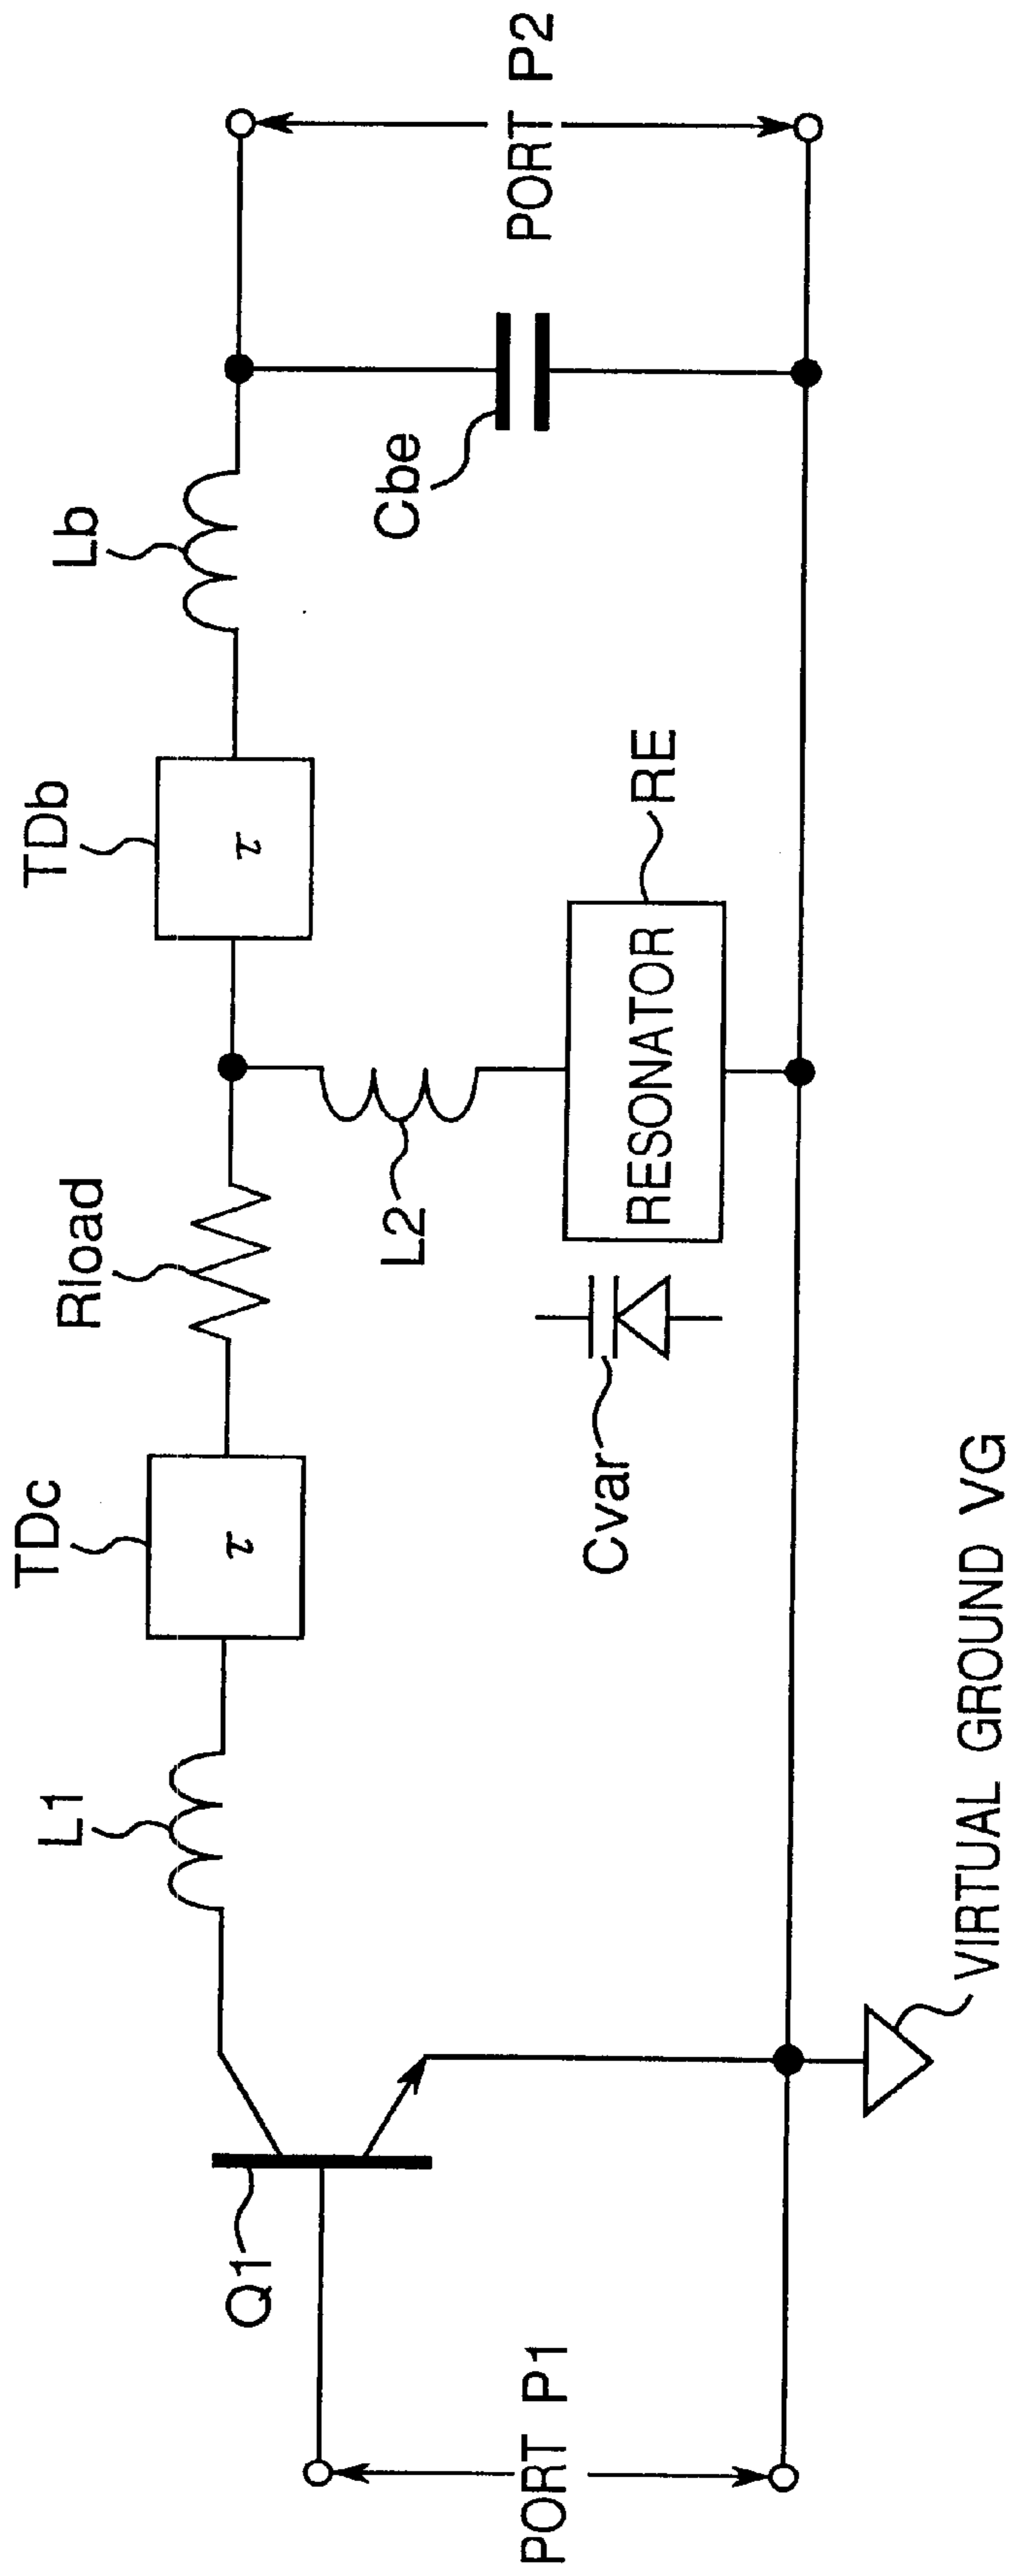 TDc
TDb
L1
Rload
Lb
τ
τ
Q1
L2
Cbe
PORT P1
Cvar
RESONATOR
RE
PORT P2
VIRTUAL GROUND VG